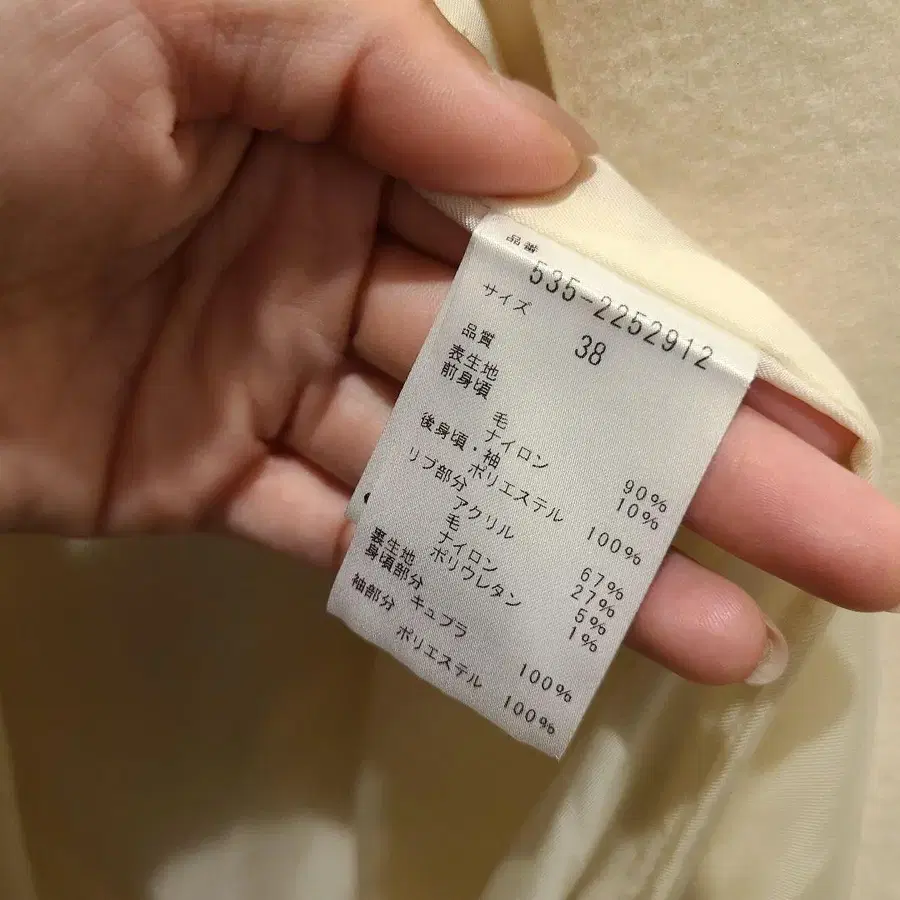 品番
535-2252912
サイズ 38
品質
表生地
前身頃
毛 90%
ナイロン 10%
後身頃・袖
ポリエステル 100%
リブ部分
アクリル 67%
毛 27%
ナイロン 5%
ポリウレタン 1%
裏生地
身頃部分
キュプラ 100%
袖部分
ポリエステル 100%